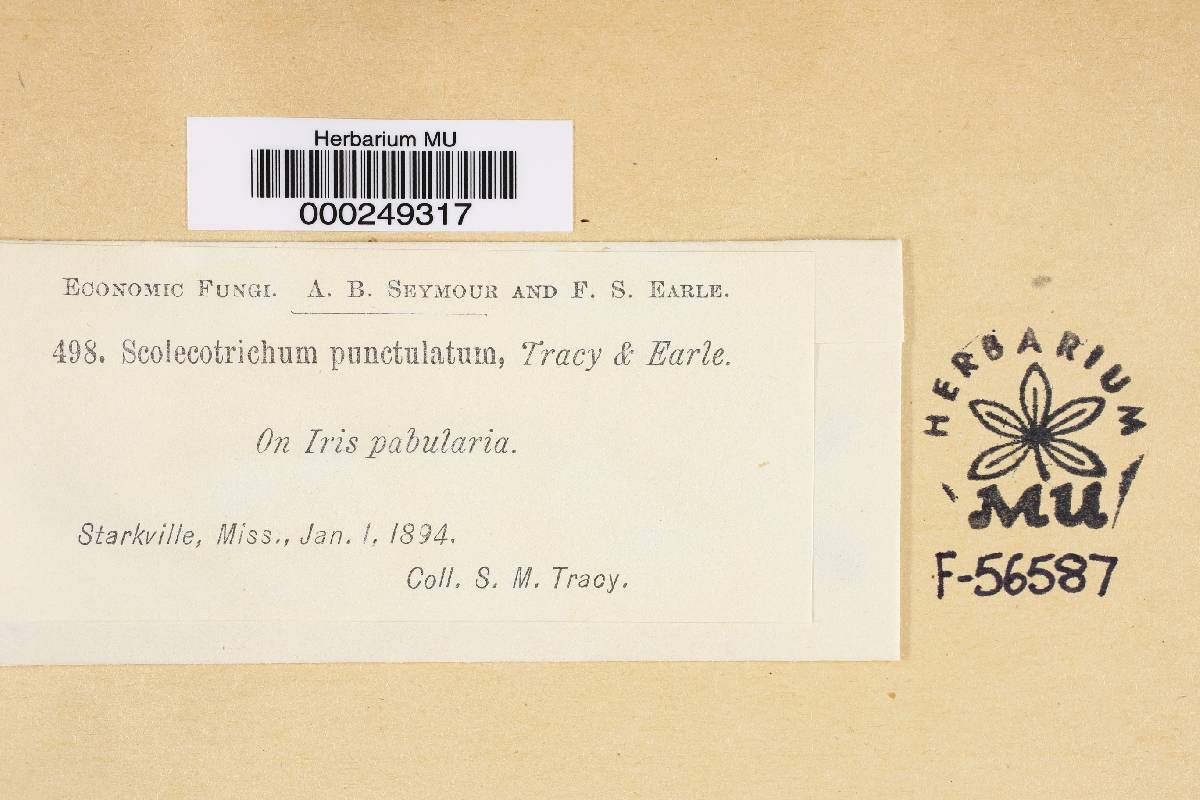 Herbarium MU
000249317
Economic Fungi. A. B. Seymour and F. S. Earle.
498. Scolecotrichum punctulatum, Tracy & Earle.
On Iris pabularia.
Starkville, Miss., Jan. 1, 1894.
Coll. S. M. Tracy.
HERBARIUM
MU
F-56587